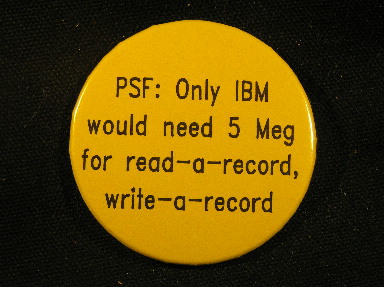 PSF: Only IBM
would need 5 Meg
for read-a-record,
write-a-record